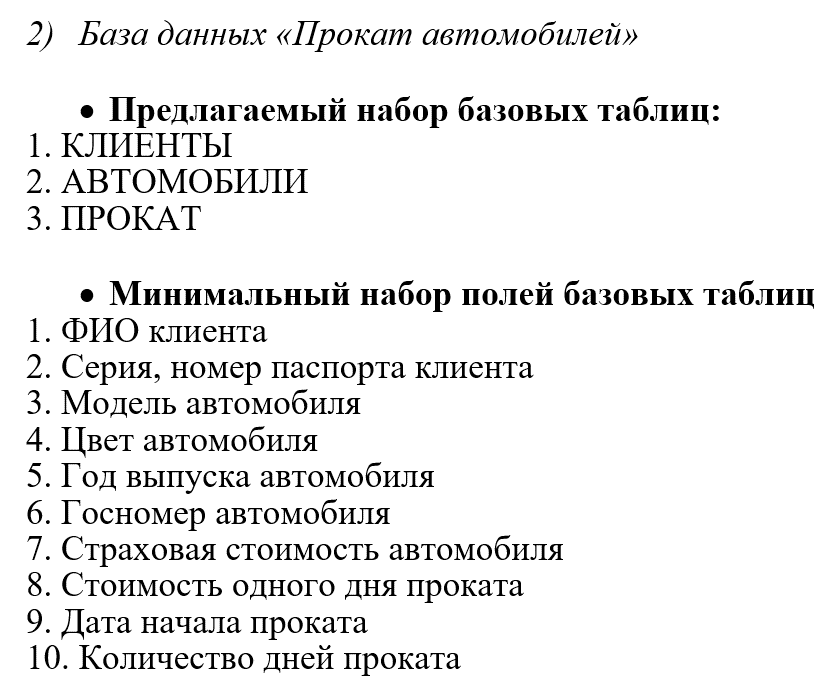 2) База данных «Прокат автомобилей»
• Предлагаемый набор базовых таблиц:
1. КЛИЕНТЫ
2. АВТОМОБИЛИ
3. ПРОКАТ
• Минимальный набор полей базовых таблиц
1. ФИО клиента
2. Серия, номер паспорта клиента
3. Модель автомобиля
4. Цвет автомобиля
5. Год выпуска автомобиля
6. Госномер автомобиля
7. Страховая стоимость автомобиля
8. Стоимость одного дня проката
9. Дата начала проката
10. Количество дней проката